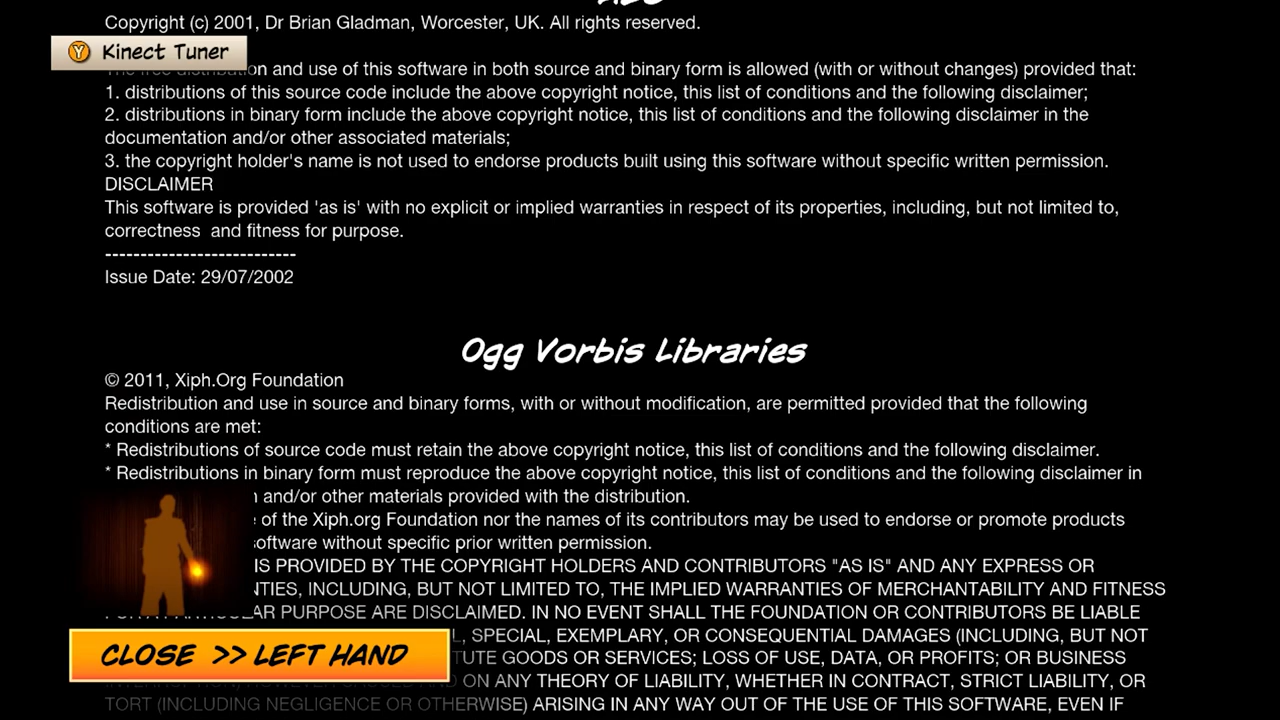 Copyright (c) 2001, Dr Brian Gladman, Worcester, UK. All rights reserved.
Y Kinect Tuner
The free distribution and use of this software in both source and binary form is allowed (with or without changes) provided that:
1. distributions of this source code include the above copyright notice, this list of conditions and the following disclaimer;
2. distributions in binary form include the above copyright notice, this list of conditions and the following disclaimer in the
documentation and/or other associated materials;
3. the copyright holder's name is not used to endorse products built using this software without specific written permission.
DISCLAIMER
This software is provided 'as is' with no explicit or implied warranties in respect of its properties, including, but not limited to,
correctness  and fitness for purpose.
---------------------------
Issue Date: 29/07/2002
Ogg Vorbis Libraries
© 2011, Xiph.Org Foundation
Redistribution and use in source and binary forms, with or without modification, are permitted provided that the following
conditions are met:
* Redistributions of source code must retain the above copyright notice, this list of conditions and the following disclaimer.
* Redistributions in binary form must reproduce the above copyright notice, this list of conditions and the following disclaimer in
and/or other materials provided with the distribution.
of the Xiph.org Foundation nor the names of its contributors may be used to endorse or promote products
software without specific prior written permission.
IS PROVIDED BY THE COPYRIGHT HOLDERS AND CONTRIBUTORS "AS IS" AND ANY EXPRESS OR
INCLUDING, BUT NOT LIMITED TO, THE IMPLIED WARRANTIES OF MERCHANTABILITY AND FITNESS
FOR A PARTICULAR PURPOSE ARE DISCLAIMED. IN NO EVENT SHALL THE FOUNDATION OR CONTRIBUTORS BE LIABLE
SPECIAL, EXEMPLARY, OR CONSEQUENTIAL DAMAGES (INCLUDING, BUT NOT
CLOSE >> LEFT HAND
GOODS OR SERVICES; LOSS OF USE, DATA, OR PROFITS; OR BUSINESS
ON ANY THEORY OF LIABILITY, WHETHER IN CONTRACT, STRICT LIABILITY, OR
TORT (INCLUDING NEGLIGENCE OR OTHERWISE) ARISING IN ANY WAY OUT OF THE USE OF THIS SOFTWARE, EVEN IF